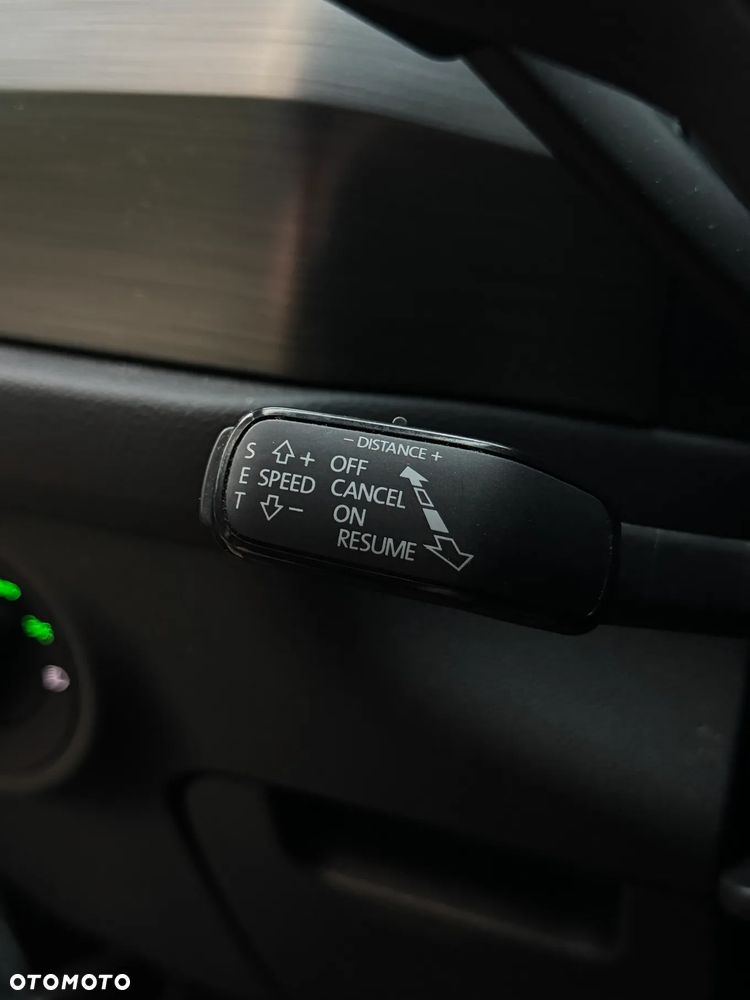 - DISTANCE +
S + OFF
E SPEED CANCEL
T - ON
RESUME
OTOMOTO